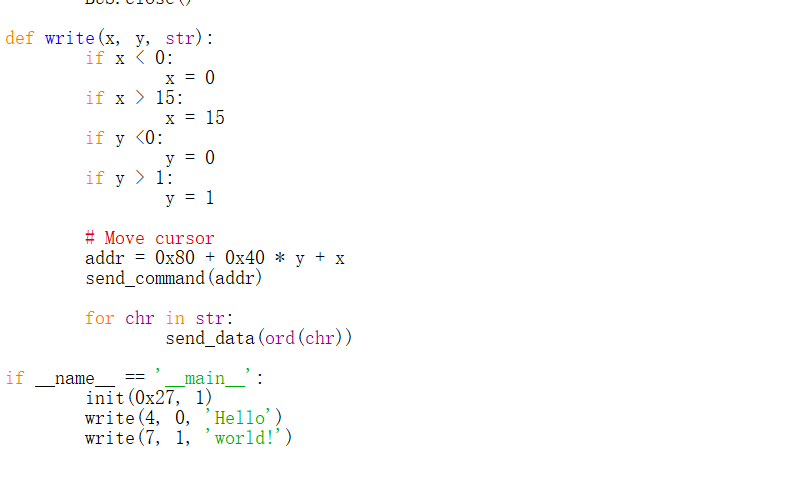 def write(x, y, str):
        if x < 0:
                x = 0
        if x > 15:
                x = 15
        if y <0:
                y = 0
        if y > 1:
                y = 1
        # Move cursor
        addr = 0x80 + 0x40 * y + x
        send_command(addr)
        for chr in str:
                send_data(ord(chr))
if __name__ == '__main__':
        init(0x27, 1)
        write(4, 0, 'Hello')
        write(7, 1, 'world!')